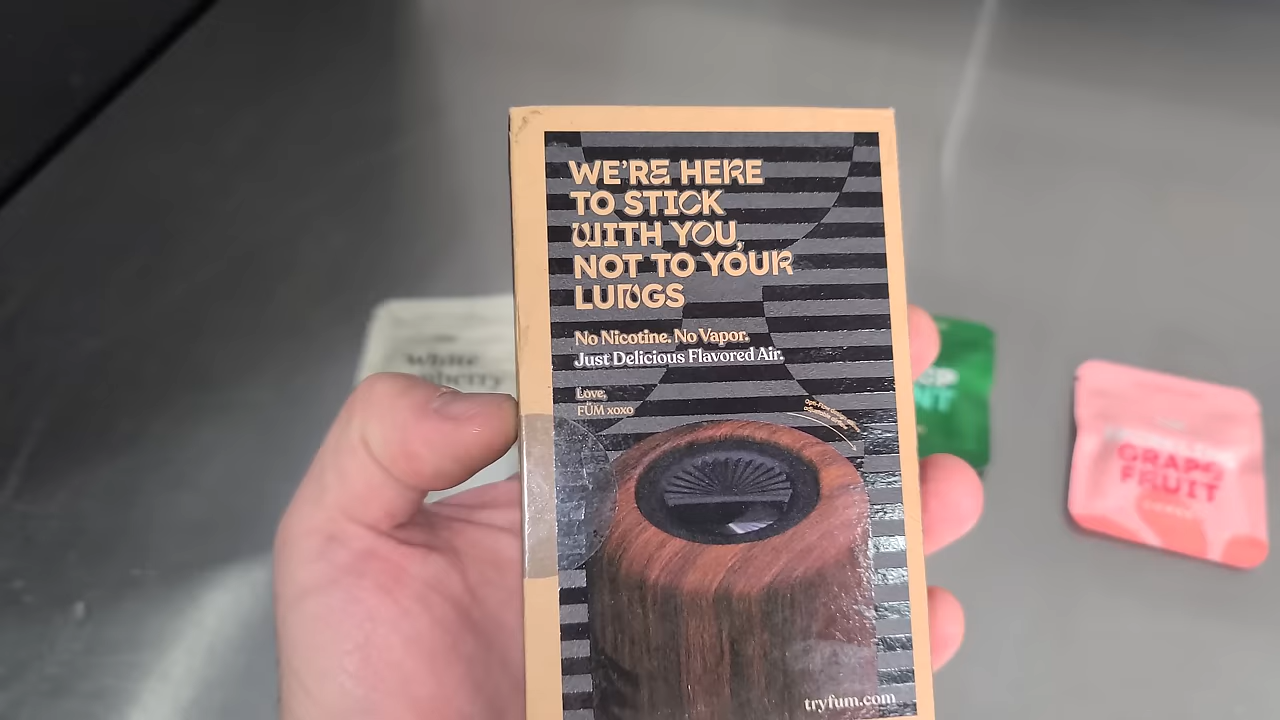 WE'RE HERE
TO STICK
WITH YOU,
NOT TO YOUR
LUNGS
No Nicotine. No Vapor.
Just Delicious Flavored Air.
Love,
FÜM xoxo
tryfum.com
White
GRAPE
FRUIT